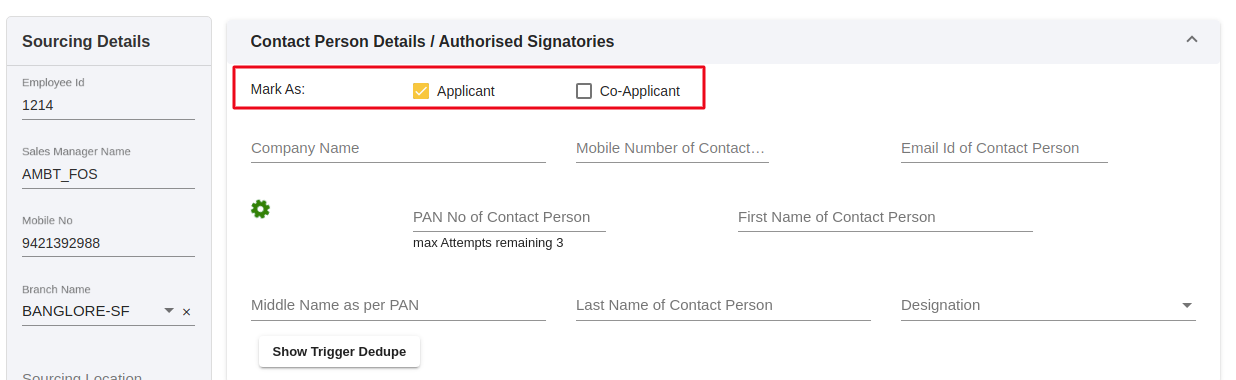 Sourcing Details
Employee Id
1214
Sales Manager Name
AMBT_FOS
Mobile No
9421392988
Branch Name
BANGLORE-SF ×
Sourcing Location
Contact Person Details / Authorised Signatories
Mark As: Applicant Co-Applicant
Company Name Mobile Number of Contact… Email Id of Contact Person
PAN No of Contact Person First Name of Contact Person
max Attempts remaining 3
Middle Name as per PAN Last Name of Contact Person Designation
Show Trigger Dedupe